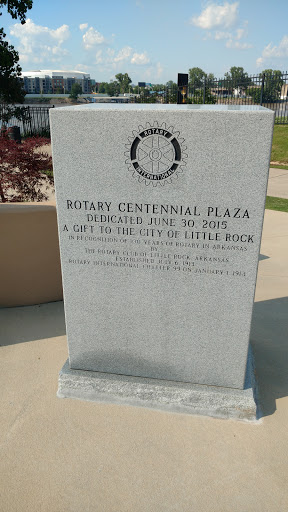 ROTARY
INTERNATIONAL
ROTARY CENTENNIAL PLAZA
DEDICATED JUNE 30, 2015
A GIFT TO THE CITY OF LITTLE ROCK
IN RECOGNITION OF YEARS OF ROTARY IN ARKANSAS
BY
THE ROTARY CLUB OF LITTLE ROCK, ARKANSAS
ESTABLISHED JULY 6, 1913
ROTARY INTERNATIONAL CHARTER 99 ON JANUARY 1, 1914